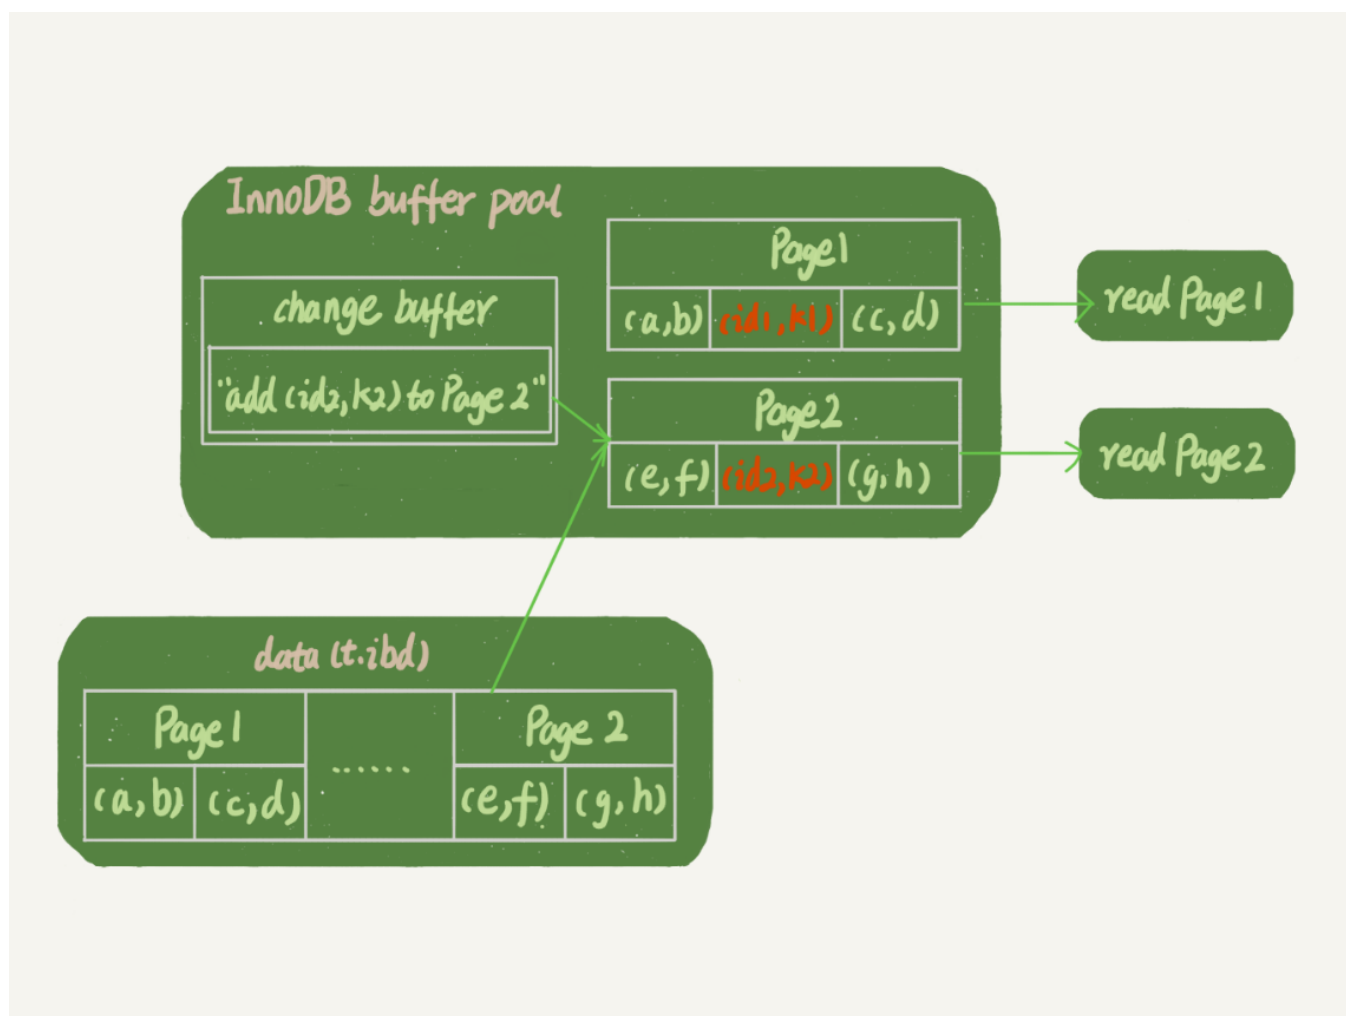 InnoDB buffer pool
change buffer
"add (id2,k2) to Page 2"
Page1
(a,b) (id1,k1) (c,d)
read Page1
Page2
(e,f) (id2,k2) (g,h)
read Page2
data(t.ibd)
Page1
......
Page 2
(a,b) (c,d)
(e,f) (g,h)